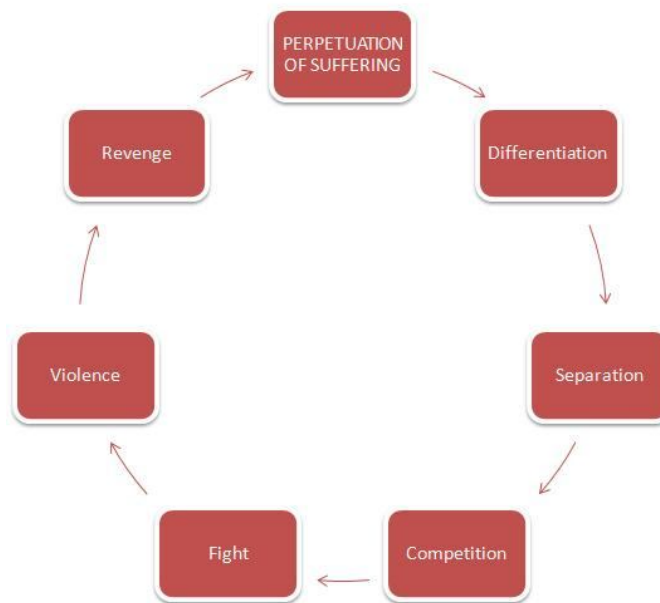 PERPETUATION
OF SUFFERING
Differentiation
Separation
Competition
Fight
Violence
Revenge